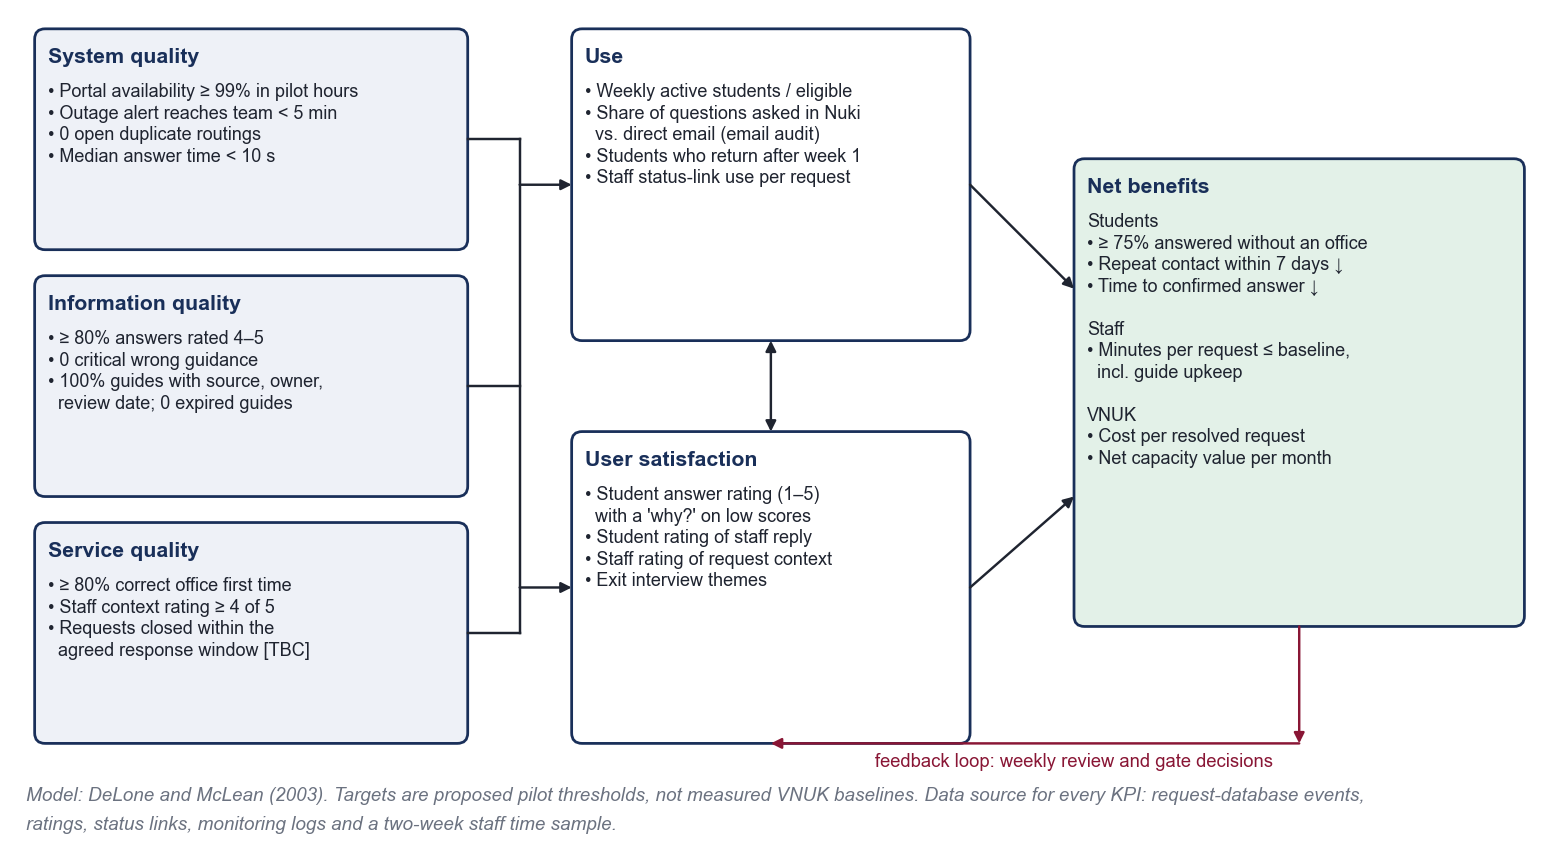 System quality
• Portal availability ≥ 99% in pilot hours
• Outage alert reaches team < 5 min
• 0 open duplicate routings
• Median answer time < 10 s
Information quality
• ≥ 80% answers rated 4–5
• 0 critical wrong guidance
• 100% guides with source, owner,
review date; 0 expired guides
Service quality
• ≥ 80% correct office first time
• Staff context rating ≥ 4 of 5
• Requests closed within the
agreed response window [TBC]
Use
• Weekly active students / eligible
• Share of questions asked in Nuki
vs. direct email (email audit)
• Students who return after week 1
• Staff status-link use per request
User satisfaction
• Student answer rating (1–5)
with a 'why?' on low scores
• Student rating of staff reply
• Staff rating of request context
• Exit interview themes
Net benefits
Students
• ≥ 75% answered without an office
• Repeat contact within 7 days ↓
• Time to confirmed answer ↓
Staff
• Minutes per request ≤ baseline,
incl. guide upkeep
VNUK
• Cost per resolved request
• Net capacity value per month
feedback loop: weekly review and gate decisions
Model: DeLone and McLean (2003). Targets are proposed pilot thresholds, not measured VNUK baselines. Data source for every KPI: request-database events,
ratings, status links, monitoring logs and a two-week staff time sample.